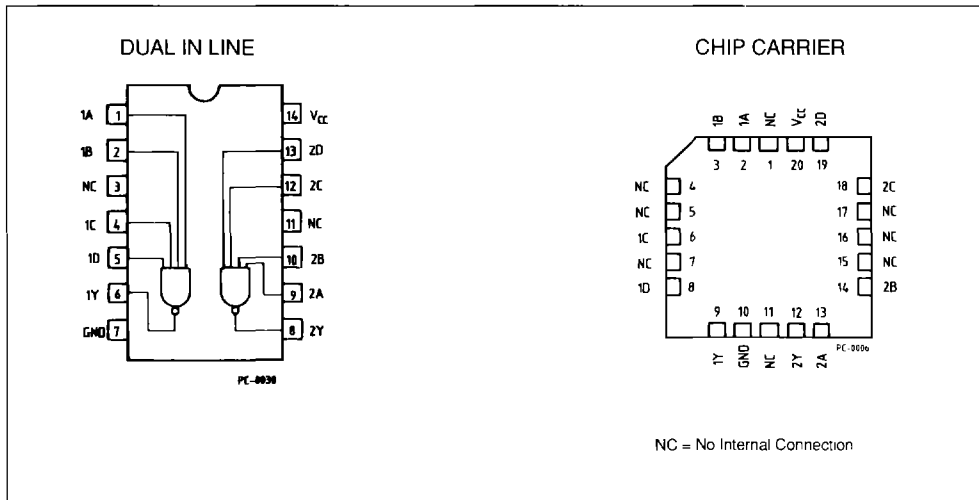 DUAL IN LINE
1A 1
1B 2
NC 3
1C 4
1D 5
1Y 6
GND 7
14 VCC
13 2D
12 2C
11 NC
10 2B
9 2A
8 2Y
PC-0030
CHIP CARRIER
1B 1A NC VCC 2D
3 2 1 20 19
NC 4
NC 5
1C 6
NC 7
1D 8
18 2C
17 NC
16 NC
15 NC
14 2B
9 10 11 12 13
1Y GND NC 2Y 2A
PC-0006
NC = No Internal Connection